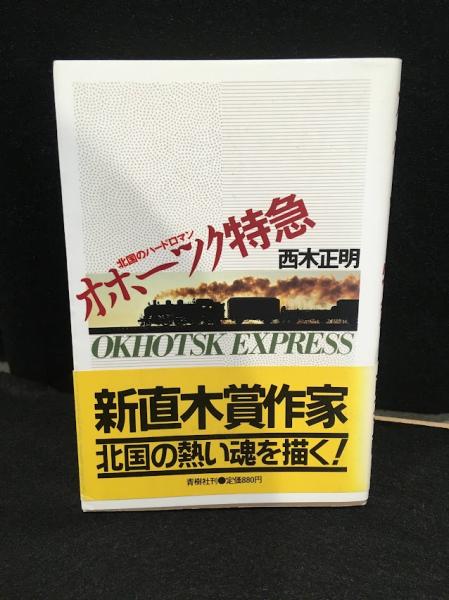 北国のハードロマン
オホーツク特急
西木正明
OKHOTSK EXPRESS
新直木賞作家
北国の熱い魂を描く!
青樹社刊●定価880円